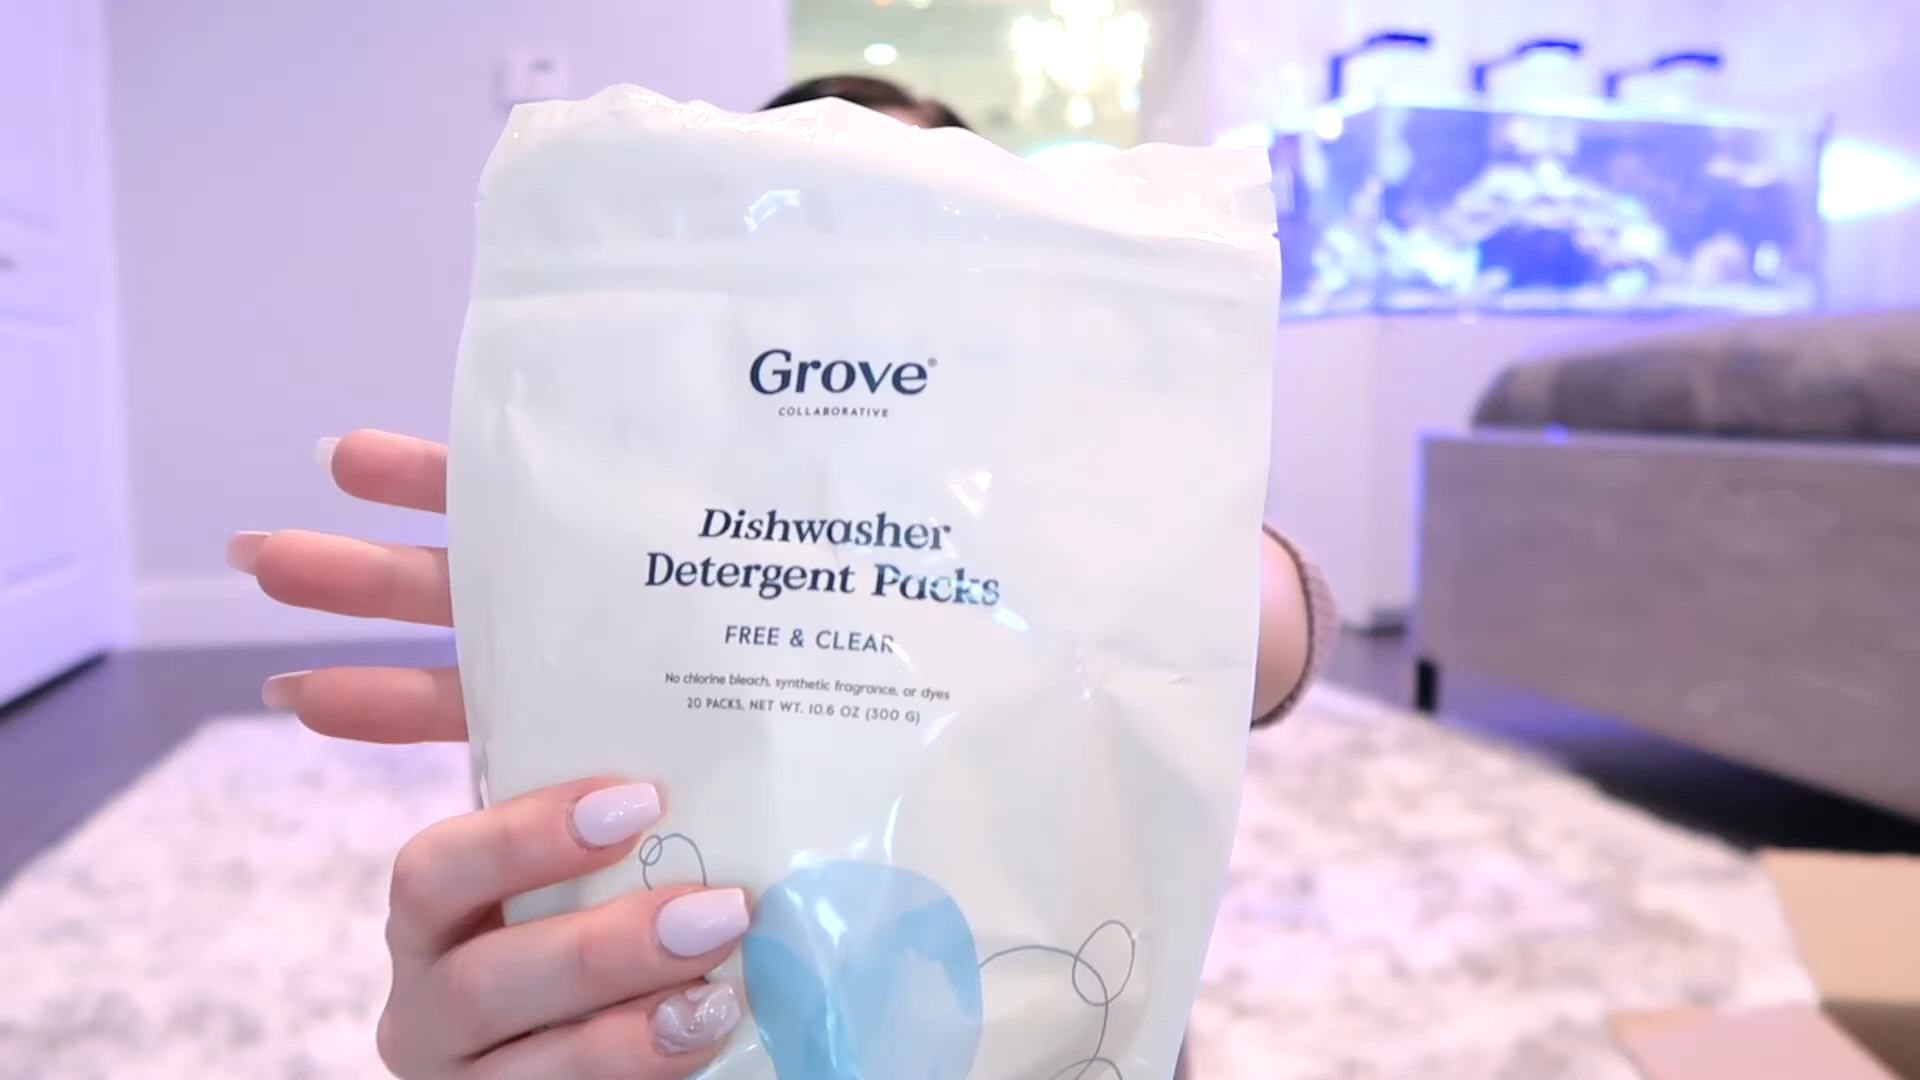 Grove®
COLLABORATIVE
Dishwasher
Detergent Packs
FREE & CLEAR
No chlorine bleach, synthetic fragrance, or dyes
20 PACKS, NET WT. 10.6 OZ (300 G)